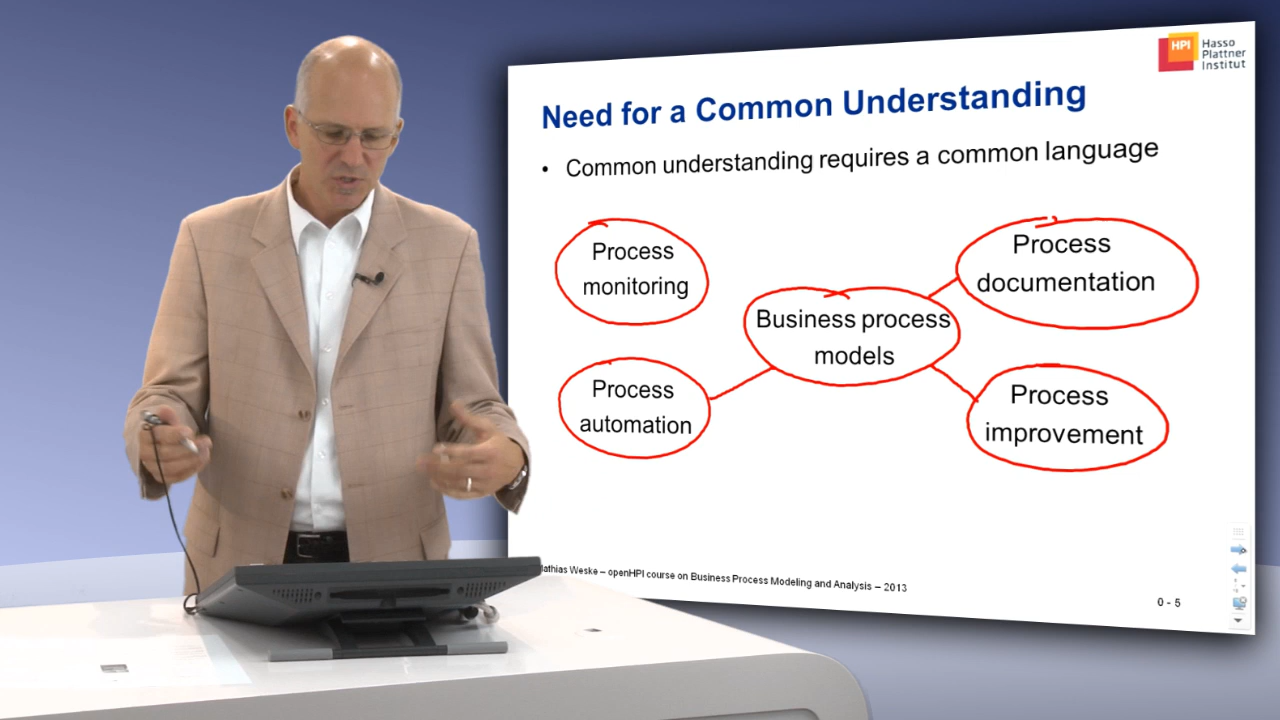 HPI Hasso
Plattner
Institut
Need for a Common Understanding
• Common understanding requires a common language
Process
monitoring
Process
documentation
Business process
models
Process
automation
Process
improvement
Mathias Weske – openHPI course on Business Process Modeling and Analysis – 2013
0 - 5